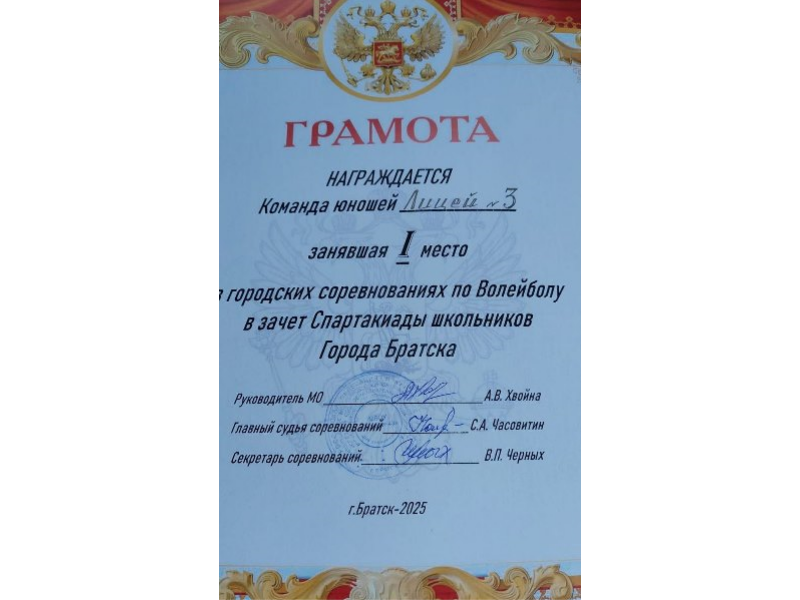 ГРАМОТА
НАГРАЖДАЕТСЯ
Команда юношей Лицей №3
занявшая I место
в городских соревнованиях по Волейболу
в зачет Спартакиады школьников
Города Братска
Руководитель МО А.В. Хвойна
Главный судья соревнований С.А. Часовитин
Секретарь соревнований В.П. Черных
г.Братск-2025